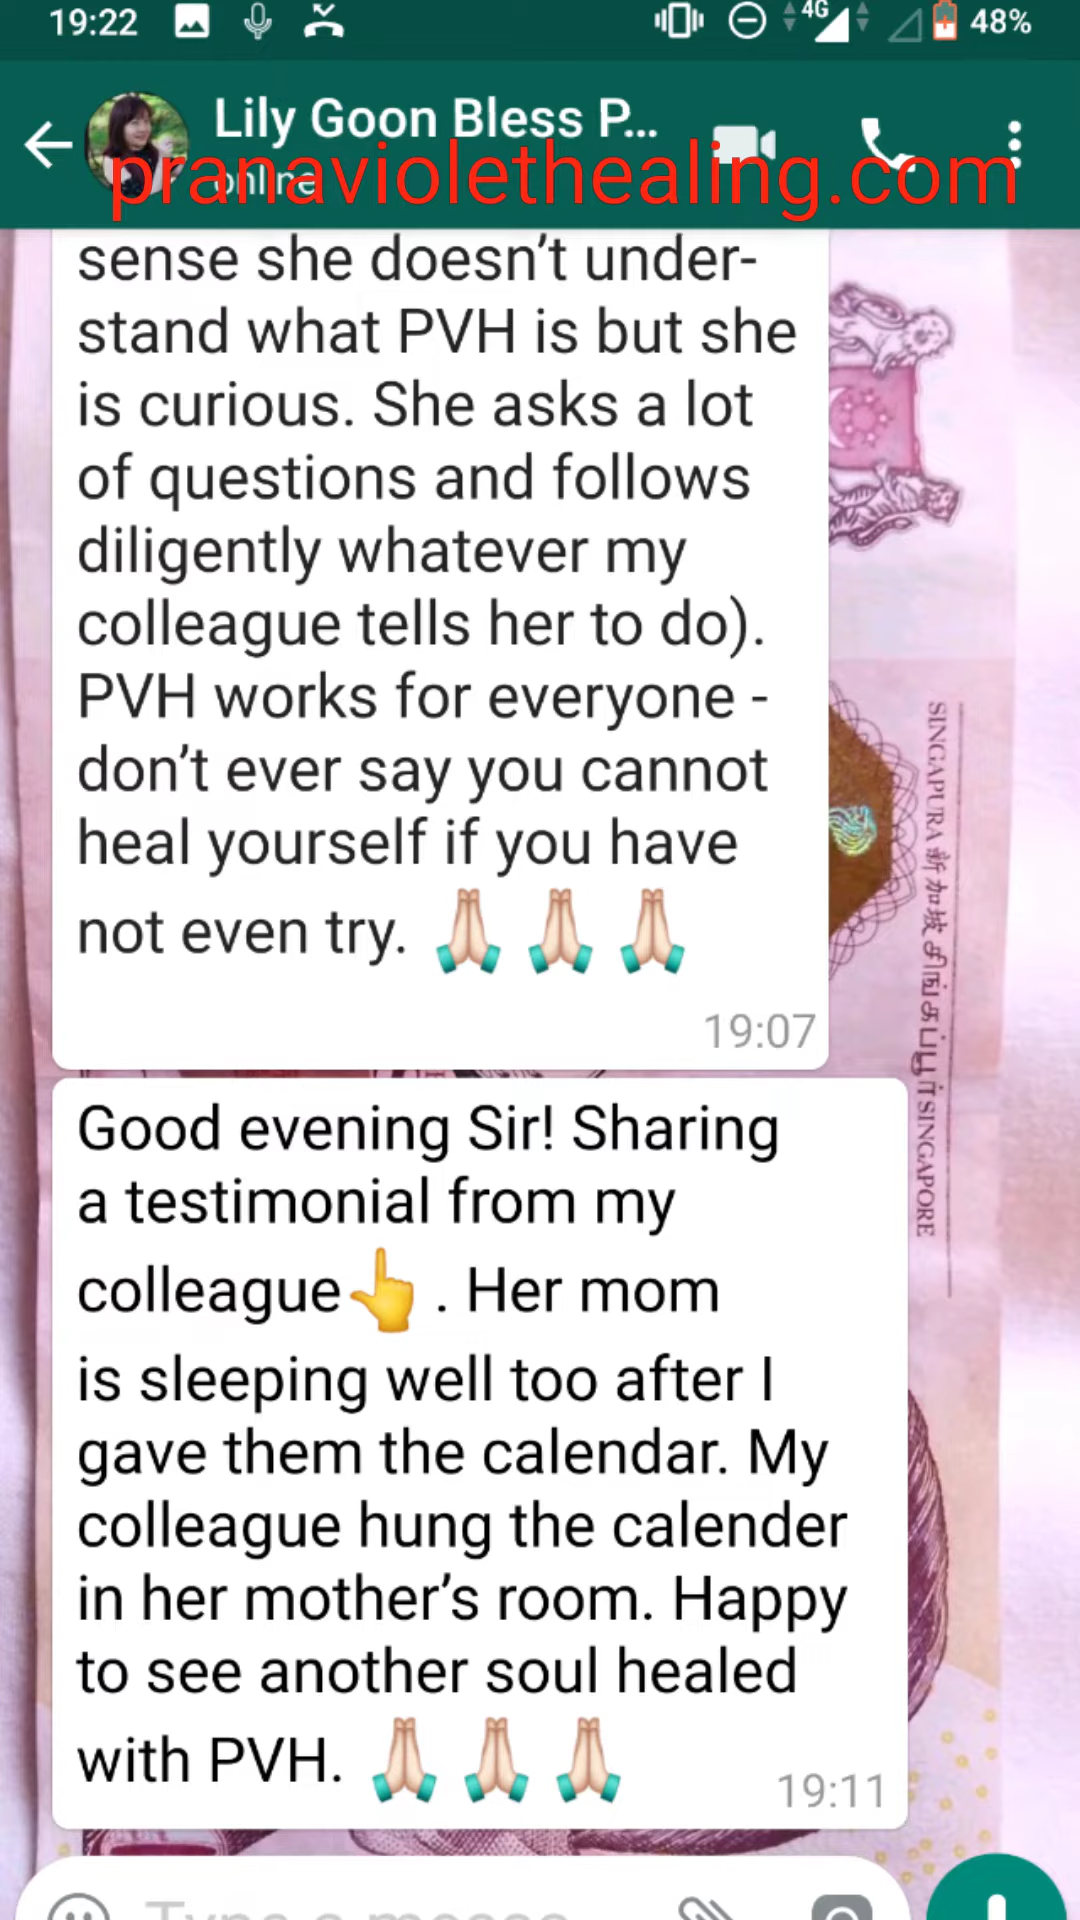 19:22
4G
48%
Lily Goon Bless P...
online
pranaviolethealing.com
sense she doesn't under-
stand what PVH is but she
is curious. She asks a lot
of questions and follows
diligently whatever my
colleague tells her to do).
PVH works for everyone -
don't ever say you cannot
heal yourself if you have
not even try. 🙏🏻 🙏🏻 🙏🏻
19:07
Good evening Sir! Sharing
a testimonial from my
colleague👆 . Her mom
is sleeping well too after I
gave them the calendar. My
colleague hung the calender
in her mother's room. Happy
to see another soul healed
with PVH. 🙏🏻 🙏🏻 🙏🏻
19:11
SINGAPURA 新加坡 சிங்கப்பூர் SINGAPORE
Type a messa